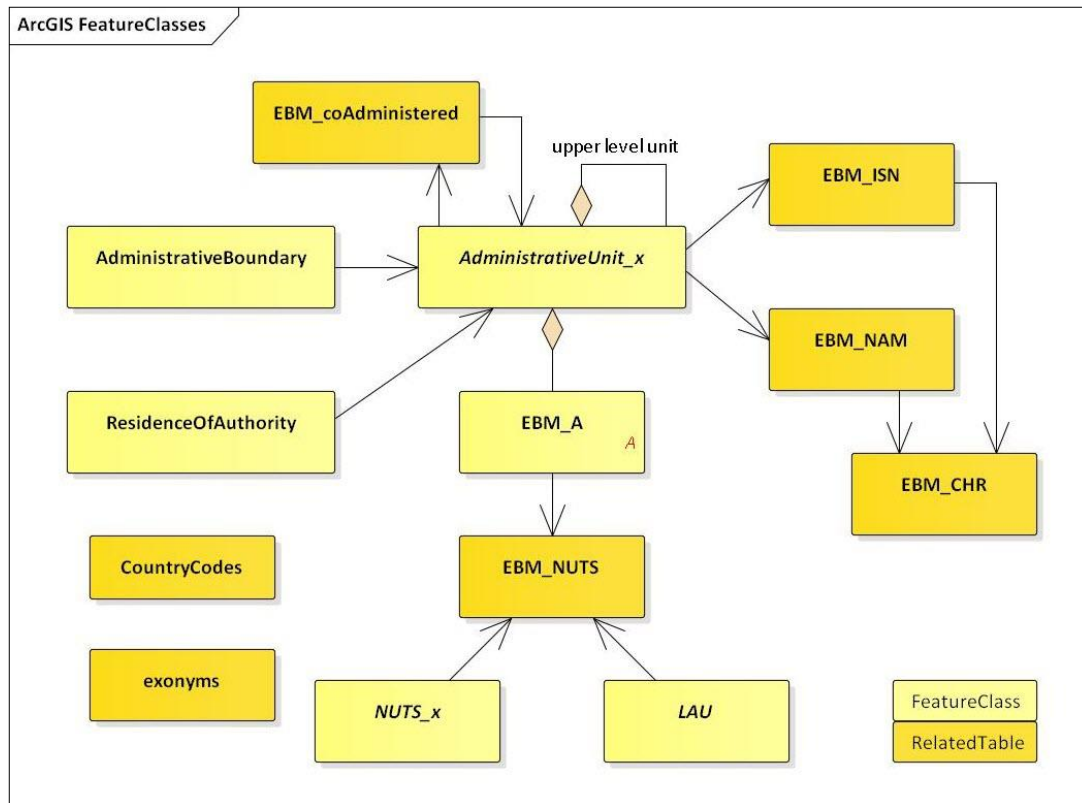 ArcGIS FeatureClasses
EBM_coAdministered
upper level unit
EBM_ISN
AdministrativeBoundary
AdministrativeUnit_x
EBM_NAM
ResidenceOfAuthority
EBM_A
A
EBM_CHR
CountryCodes
EBM_NUTS
exonyms
NUTS_x
LAU
FeatureClass
RelatedTable